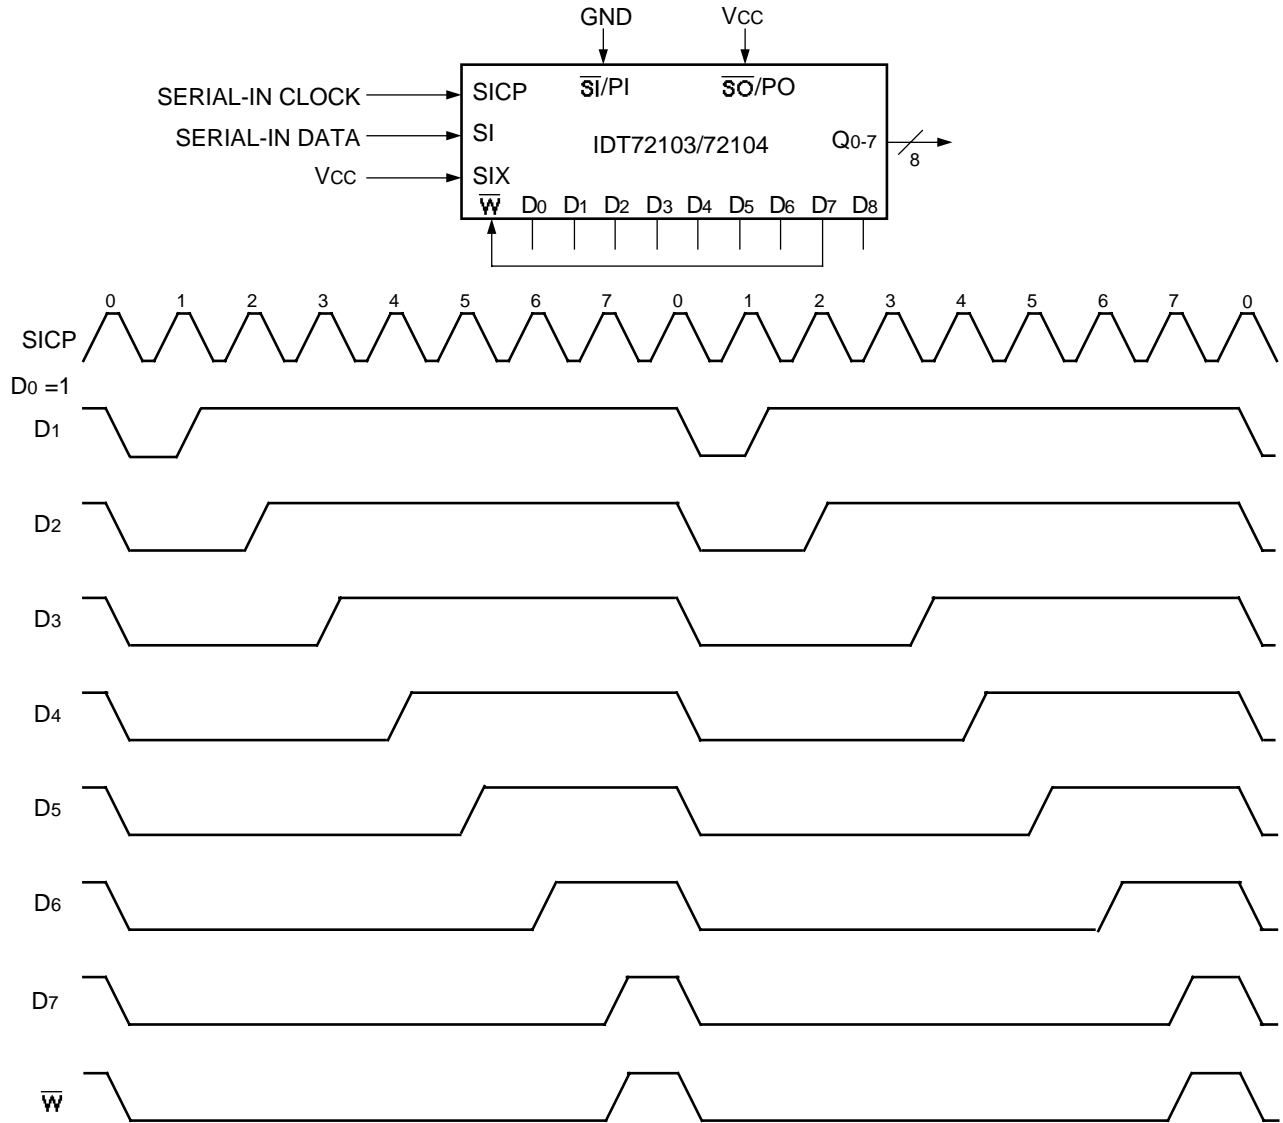 GND VCC
SERIAL-IN CLOCK SICP S̅I̅/PI S̅O̅/PO
SERIAL-IN DATA SI IDT72103/72104 Q0-7 8
VCC SIX
W̅ D0 D1 D2 D3 D4 D5 D6 D7 D8
0 1 2 3 4 5 6 7 0 1 2 3 4 5 6 7 0
SICP
D0 =1
D1
D2
D3
D4
D5
D6
D7
W̅